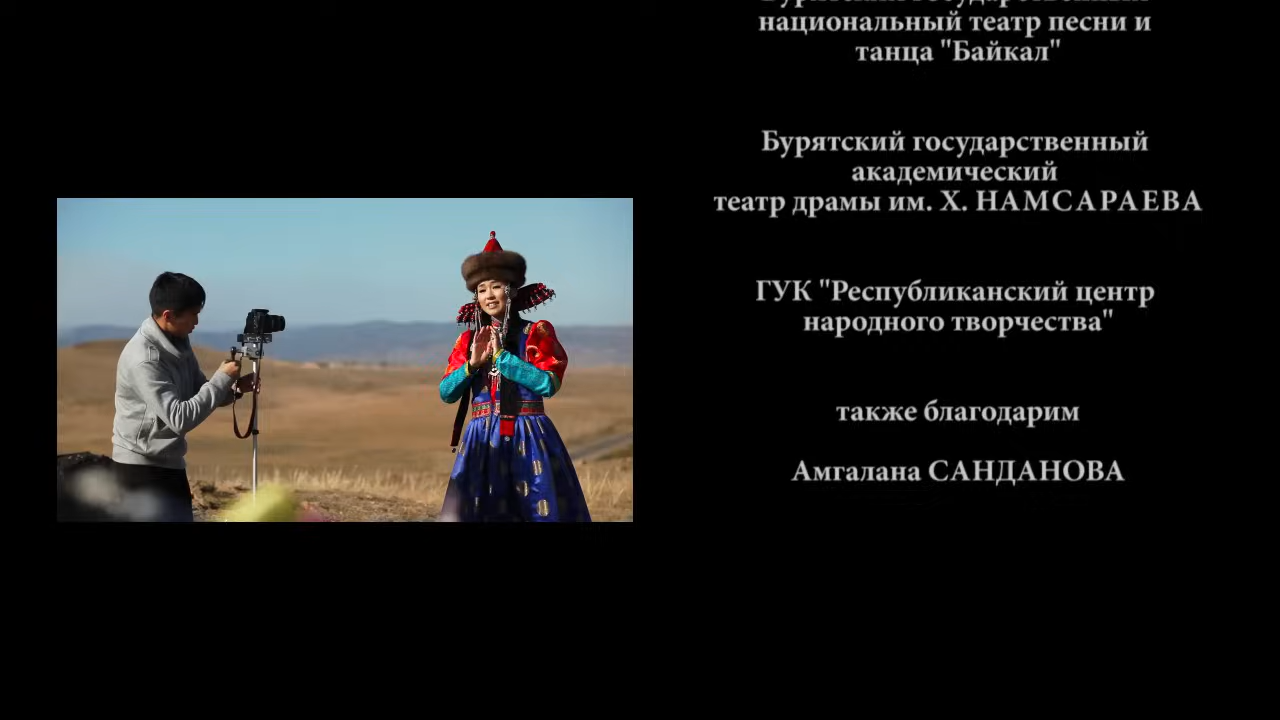 национальный театр песни и
танца "Байкал"
Бурятский государственный
академический
театр драмы им. Х. НАМСАРАЕВА
ГУК "Республиканский центр
народного творчества"
также благодарим
Амгалана САНДАНОВА